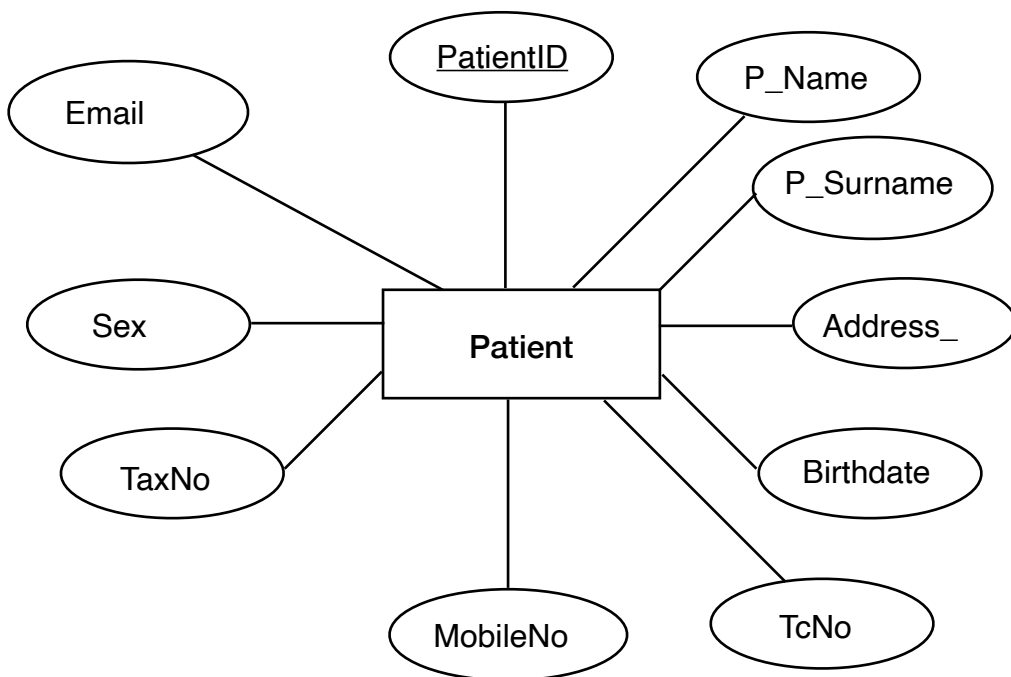 PatientID
P_Name
Email
P_Surname
Sex
Patient
Address_
TaxNo
Birthdate
MobileNo
TcNo